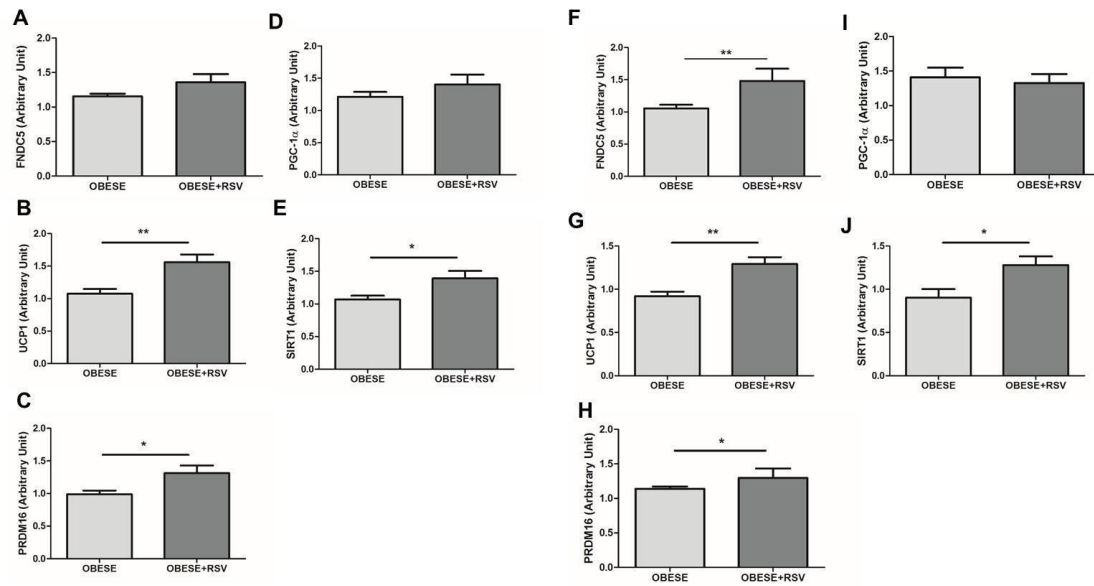 A
FNDC5 (Arbitrary Unit)
2.0
1.5
1.0
0.5
0.0
OBESE OBESE+RSV
D
PGC-1α (Arbitrary Unit)
2.0
1.5
1.0
0.5
0.0
OBESE OBESE+RSV
B
UCP1 (Arbitrary Unit)
2.0
1.5
1.0
0.5
0.0
**
OBESE OBESE+RSV
E
SIRT1 (Arbitrary Unit)
2.0
1.5
1.0
0.5
0.0
*
OBESE OBESE+RSV
C
PRDM16 (Arbitrary Unit)
2.0
1.5
1.0
0.5
0.0
*
OBESE OBESE+RSV
F
FNDC5 (Arbitrary Unit)
2.0
1.5
1.0
0.5
0.0
**
OBESE OBESE+RSV
I
PGC-1α (Arbitrary Unit)
2.0
1.5
1.0
0.5
0.0
OBESE OBESE+RSV
G
UCP1 (Arbitrary Unit)
1.5
1.0
0.5
0.0
**
OBESE OBESE+RSV
J
SIRT1 (Arbitrary Unit)
1.5
1.0
0.5
0.0
*
OBESE OBESE+RSV
H
PRDM16 (Arbitrary Unit)
2.0
1.5
1.0
0.5
0.0
*
OBESE OBESE+RSV